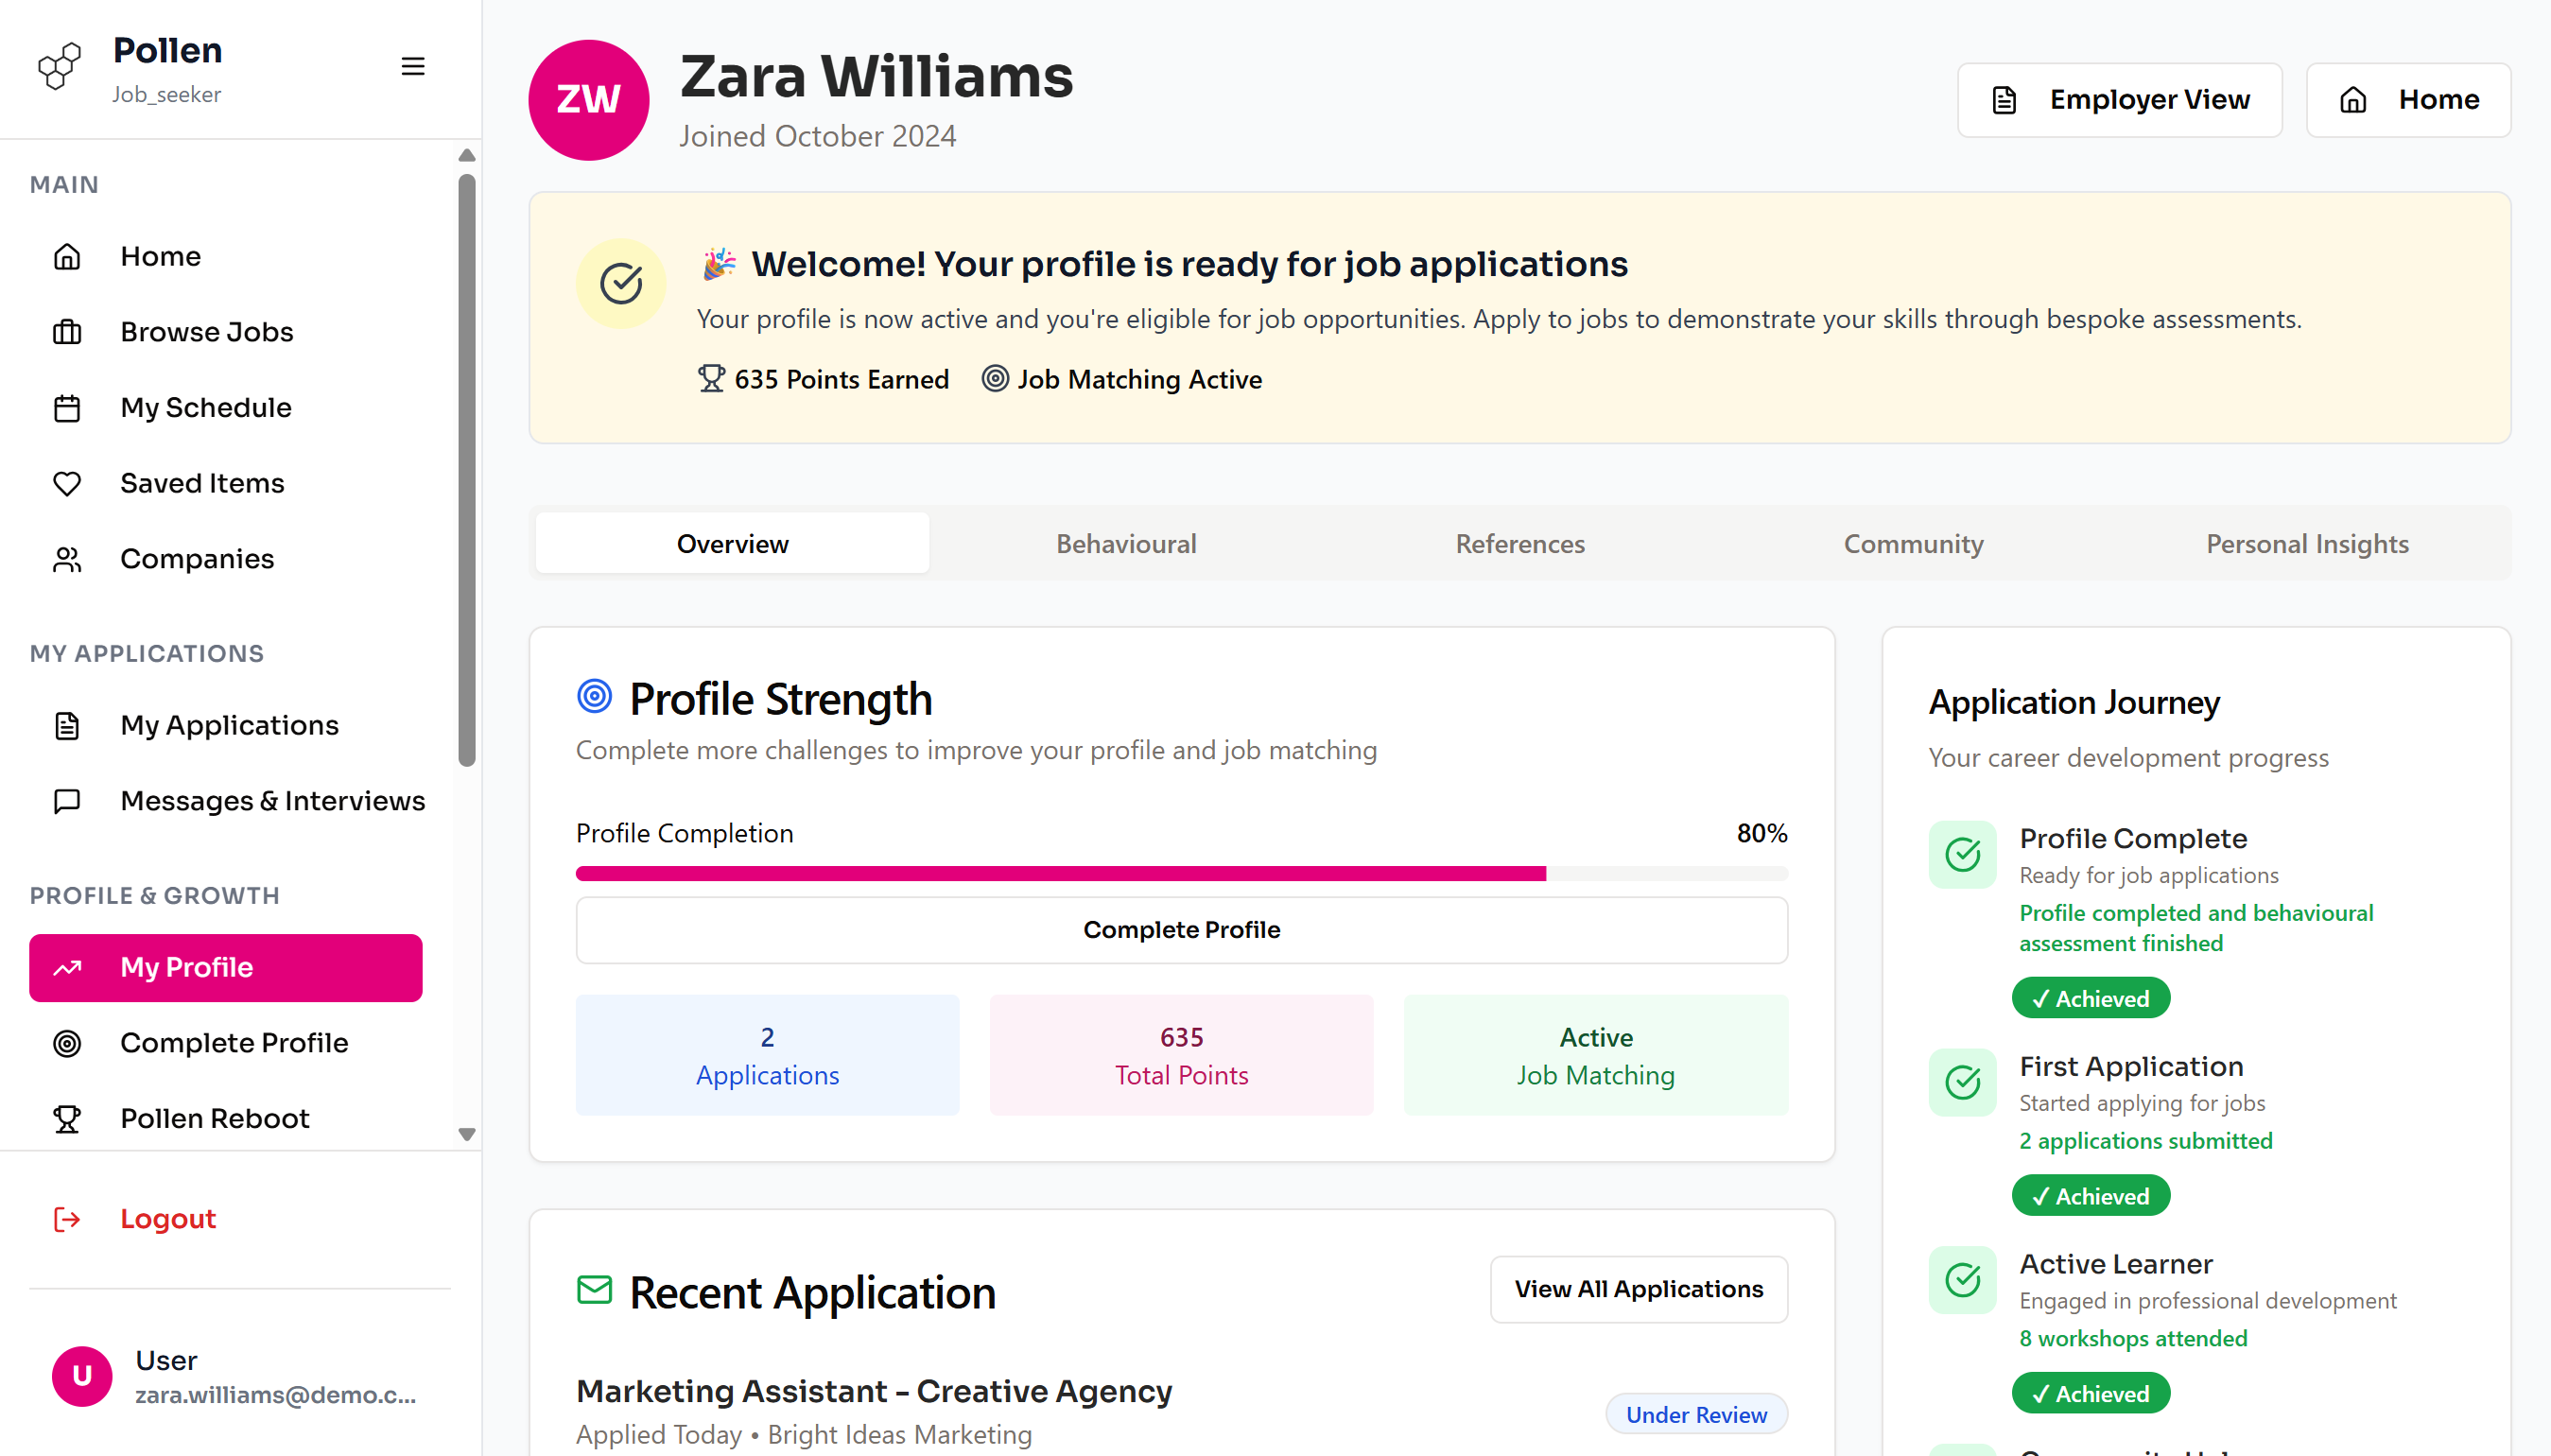 Pollen
Job_seeker
MAIN
Home
Browse Jobs
My Schedule
Saved Items
Companies
MY APPLICATIONS
My Applications
Messages & Interviews
PROFILE & GROWTH
My Profile
Complete Profile
Pollen Reboot
Logout
U
User
zara.williams@demo.c...
ZW
Zara Williams
Joined October 2024
Employer View
Home
🎉 Welcome! Your profile is ready for job applications
Your profile is now active and you're eligible for job opportunities. Apply to jobs to demonstrate your skills through bespoke assessments.
635 Points Earned
Job Matching Active
Overview
Behavioural
References
Community
Personal Insights
Profile Strength
Complete more challenges to improve your profile and job matching
Profile Completion
80%
Complete Profile
2
Applications
635
Total Points
Active
Job Matching
Recent Application
View All Applications
Marketing Assistant - Creative Agency
Applied Today • Bright Ideas Marketing
Under Review
Application Journey
Your career development progress
Profile Complete
Ready for job applications
Profile completed and behavioural
assessment finished
✓ Achieved
First Application
Started applying for jobs
2 applications submitted
✓ Achieved
Active Learner
Engaged in professional development
8 workshops attended
✓ Achieved